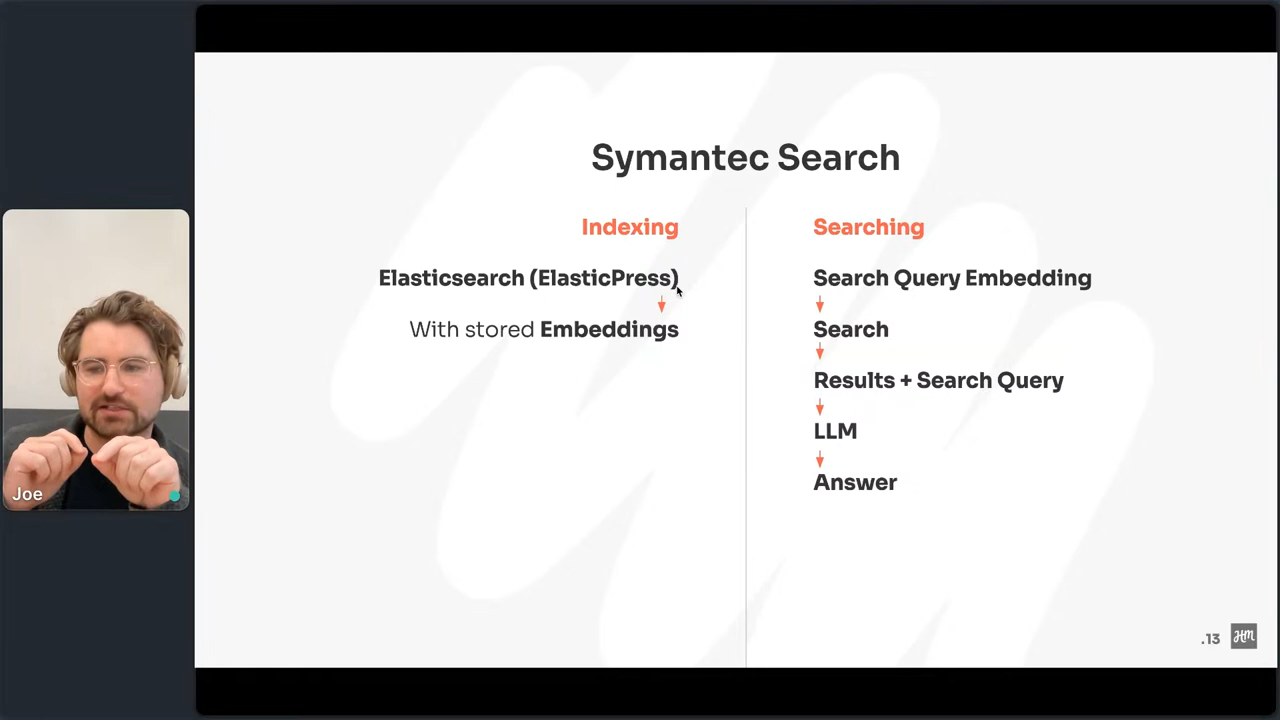 Symantec Search
Indexing
Elasticsearch (ElasticPress)
With stored Embeddings
Searching
Search Query Embedding
Search
Results + Search Query
LLM
Answer
Joe
.13
HM